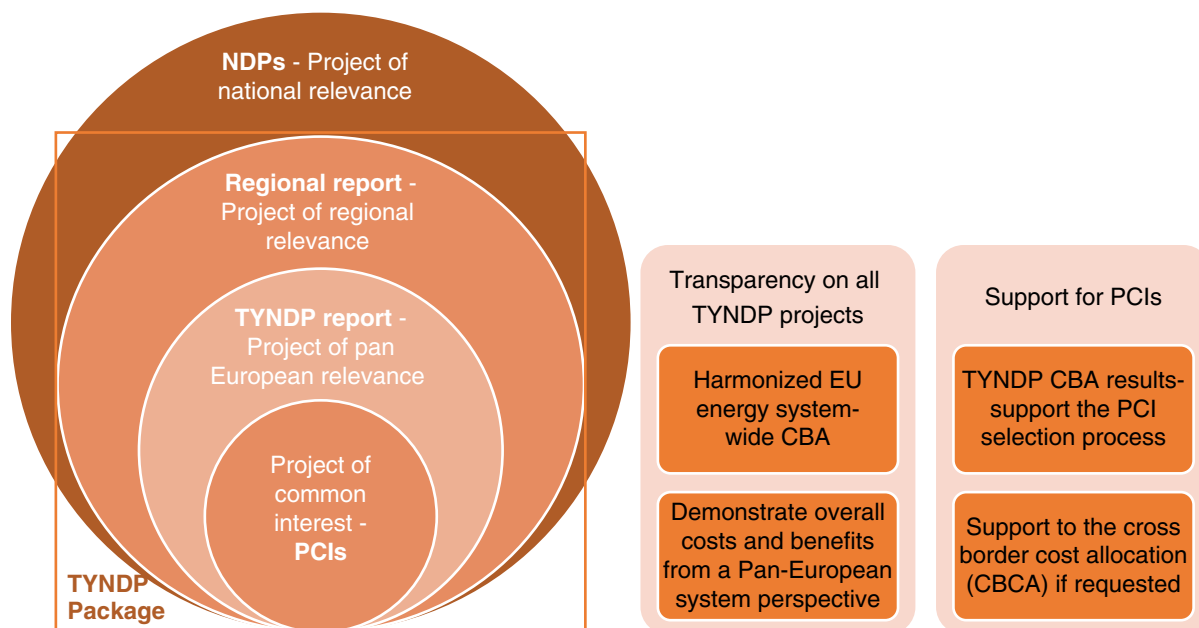 NDPs - Project of
national relevance
Regional report -
Project of regional
relevance
TYNDP report -
Project of pan
European relevance
Project of
common
interest -
PCIs
TYNDP
Package
Transparency on all
TYNDP projects
Harmonized EU
energy system-
wide CBA
Demonstrate overall
costs and benefits
from a Pan-European
system perspective
Support for PCIs
TYNDP CBA results-
support the PCI
selection process
Support to the cross
border cost allocation
(CBCA) if requested